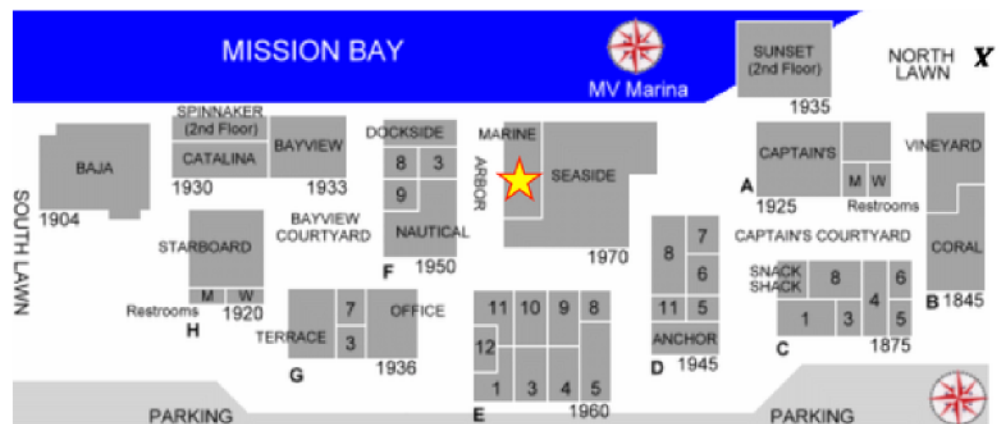 MISSION BAY
MV Marina
SUNSET
(2nd Floor)
1935
NORTH
LAWN
X
SPINNAKER
(2nd Floor)
CATALINA
1930
BAYVIEW
1933
BAJA
1904
SOUTH LAWN
DOCKSIDE
8 3
9
NAUTICAL
F 1950
MARINE
ARBOR
SEASIDE
1970
CAPTAIN'S
M W
A
1925
Restrooms
VINEYARD
CORAL
B 1845
STARBOARD
M W
Restrooms
H 1920
BAYVIEW
COURTYARD
CAPTAIN'S COURTYARD
8 7
6
11 5
ANCHOR
D 1945
SNACK
SHACK
8 4 6
1 3 5
C 1875
TERRACE
7
3
OFFICE
G 1936
11 10 9 8
12
1 3 4 5
E 1960
PARKING
PARKING